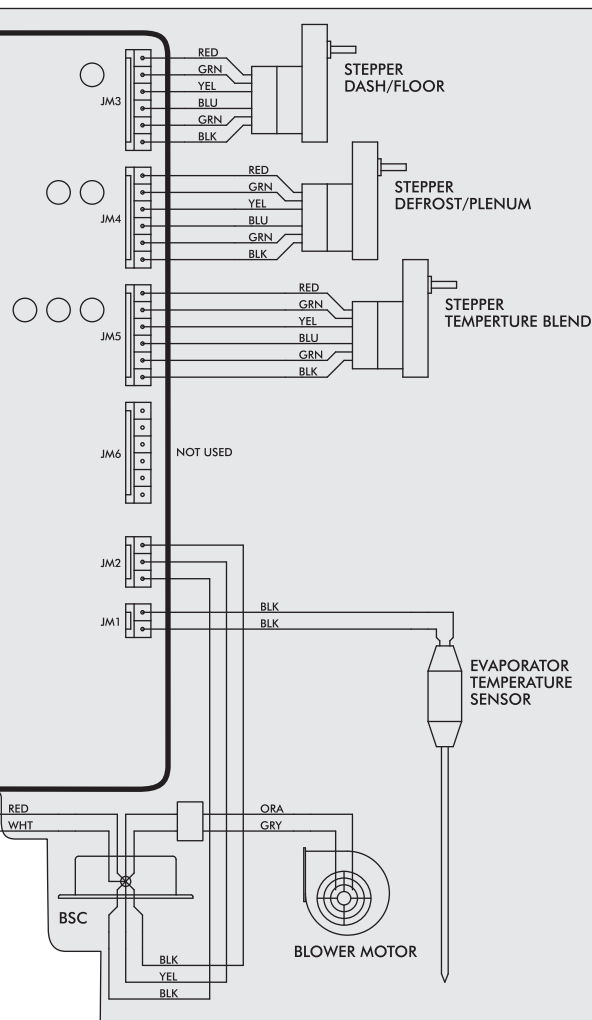 JM3
RED
GRN
YEL
BLU
GRN
BLK
STEPPER
DASH/FLOOR
JM4
RED
GRN
YEL
BLU
GRN
BLK
STEPPER
DEFROST/PLENUM
JM5
RED
GRN
YEL
BLU
GRN
BLK
STEPPER
TEMPERTURE BLEND
JM6
NOT USED
JM2
JM1
BLK
BLK
EVAPORATOR
TEMPERATURE
SENSOR
RED
WHT
ORA
GRY
BSC
BLOWER MOTOR
BLK
YEL
BLK